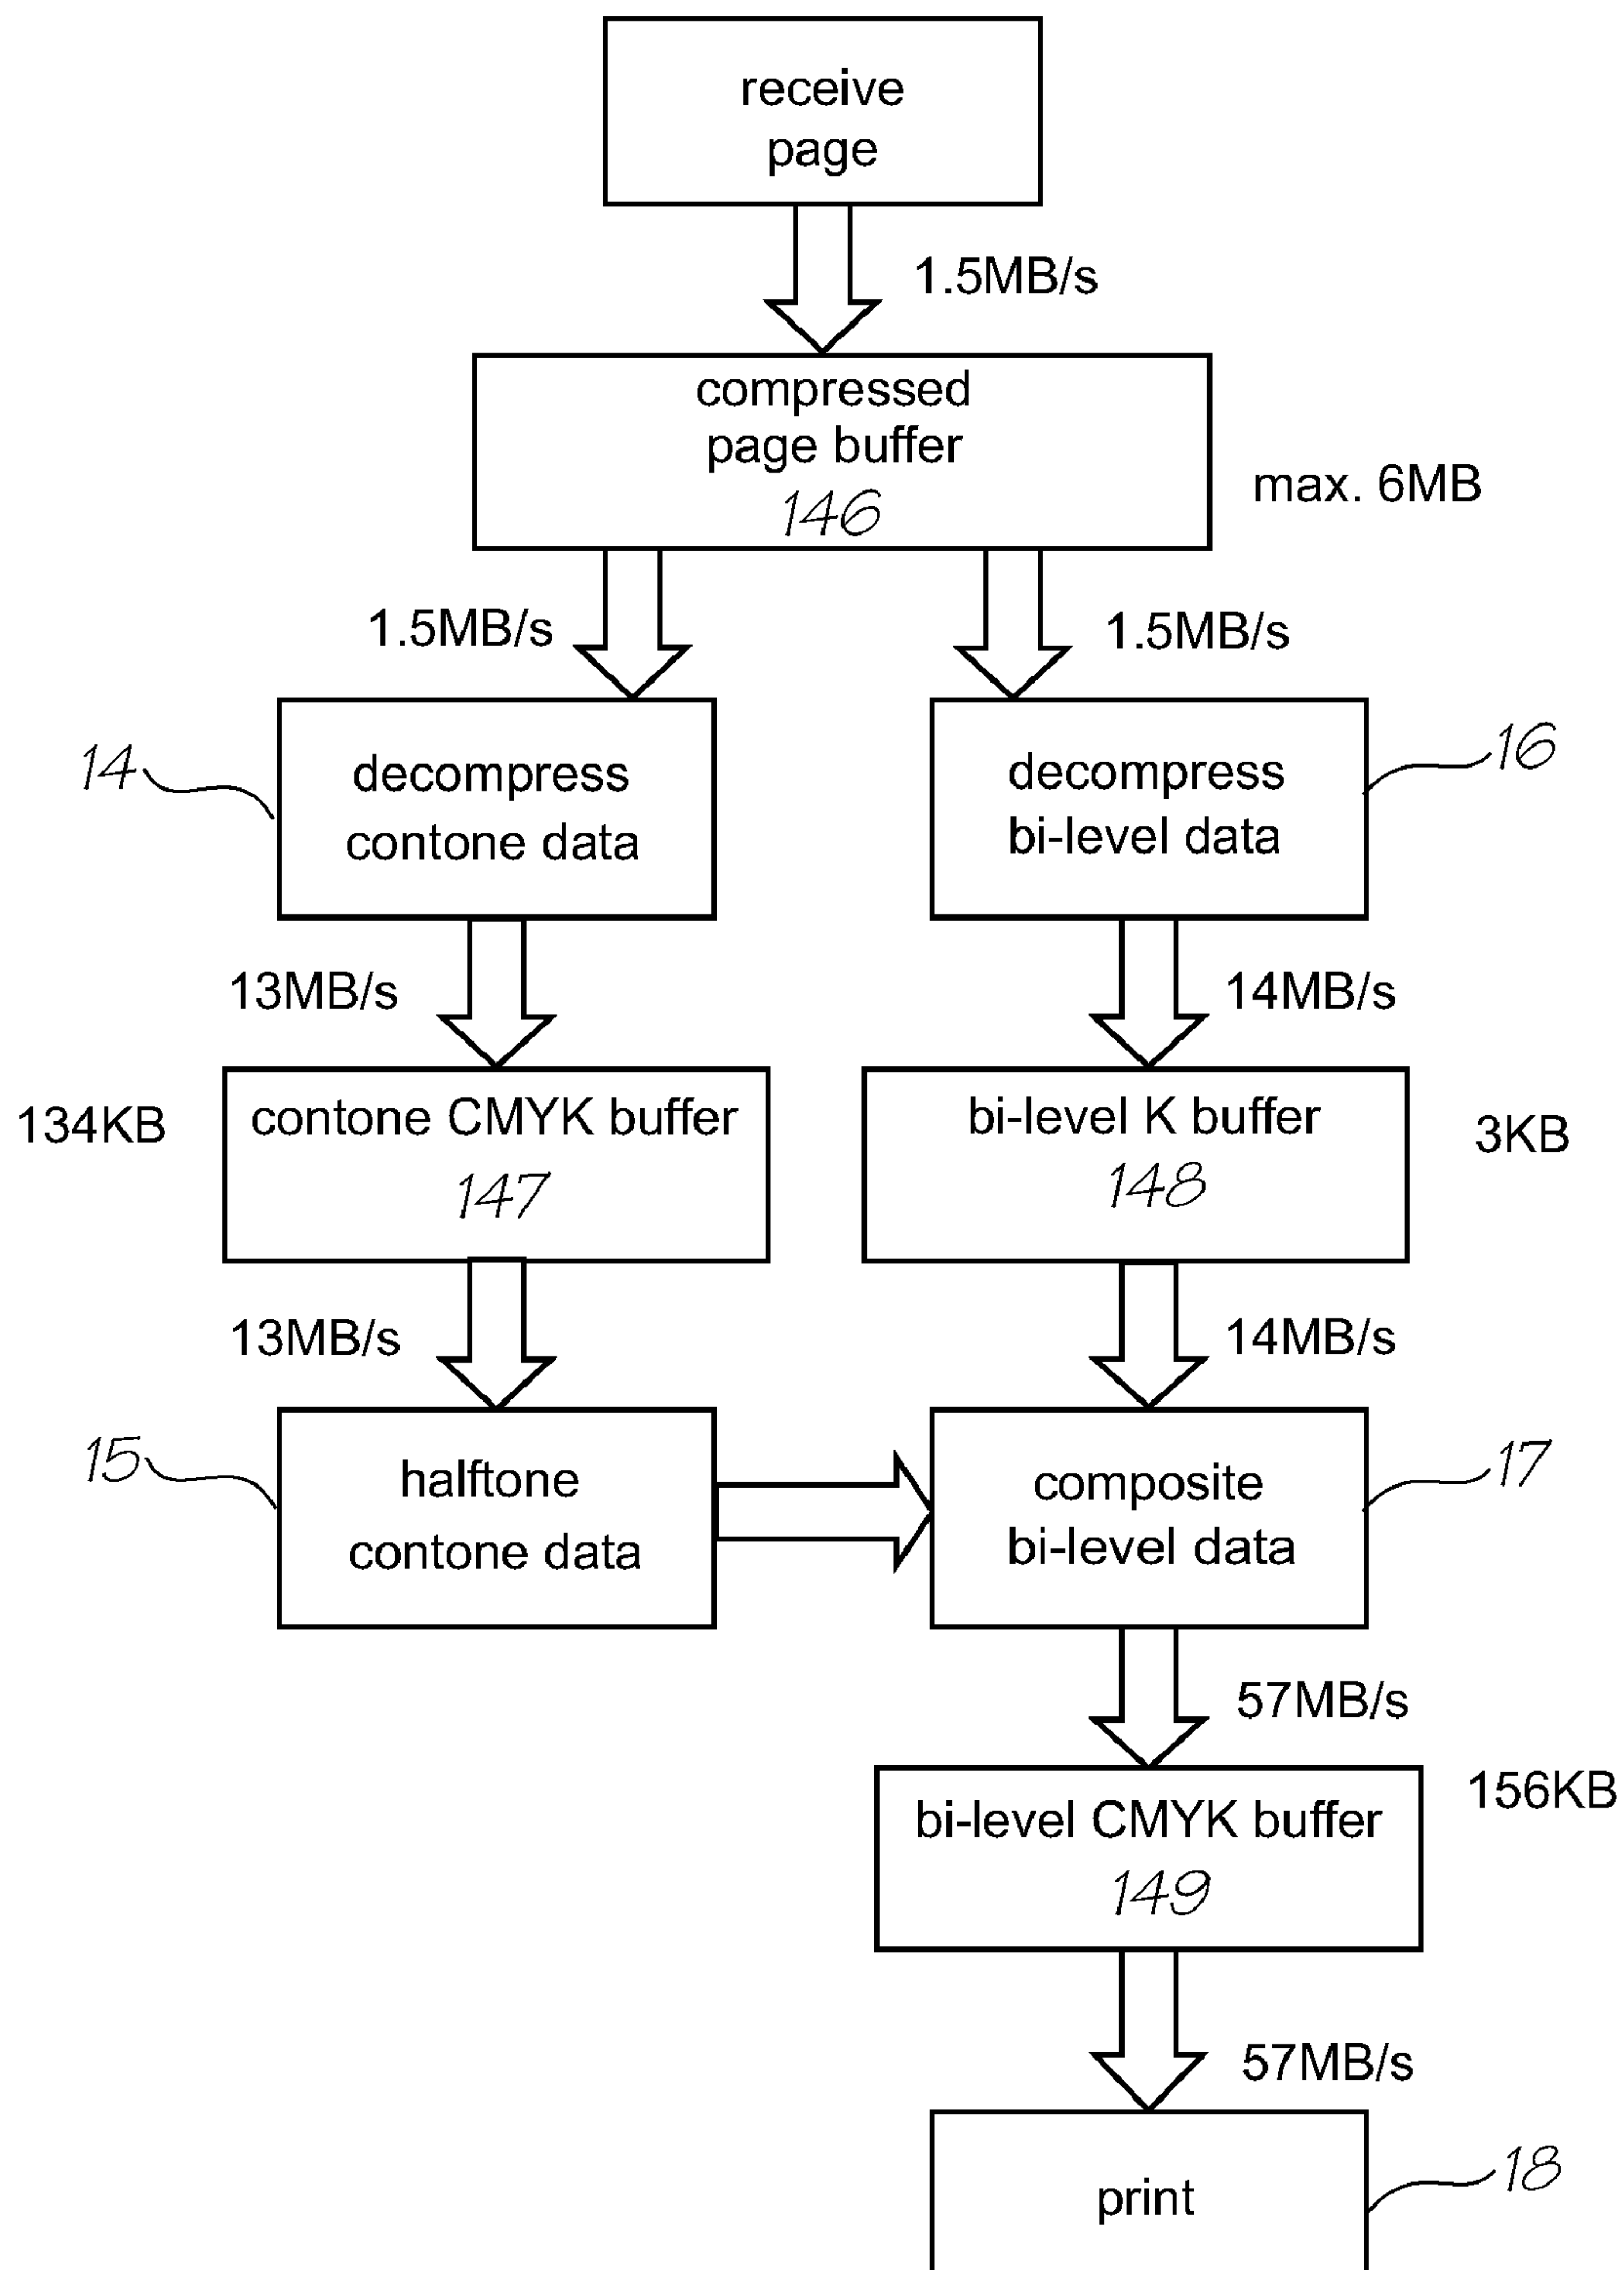 receive
page
1.5MB/s
compressed
page buffer
146
max. 6MB
1.5MB/s
1.5MB/s
14
decompress
contone data
decompress
bi-level data
16
13MB/s
14MB/s
134KB
contone CMYK buffer
147
bi-level K buffer
148
3KB
13MB/s
14MB/s
15
halftone
contone data
composite
bi-level data
17
57MB/s
bi-level CMYK buffer
149
156KB
57MB/s
print
18